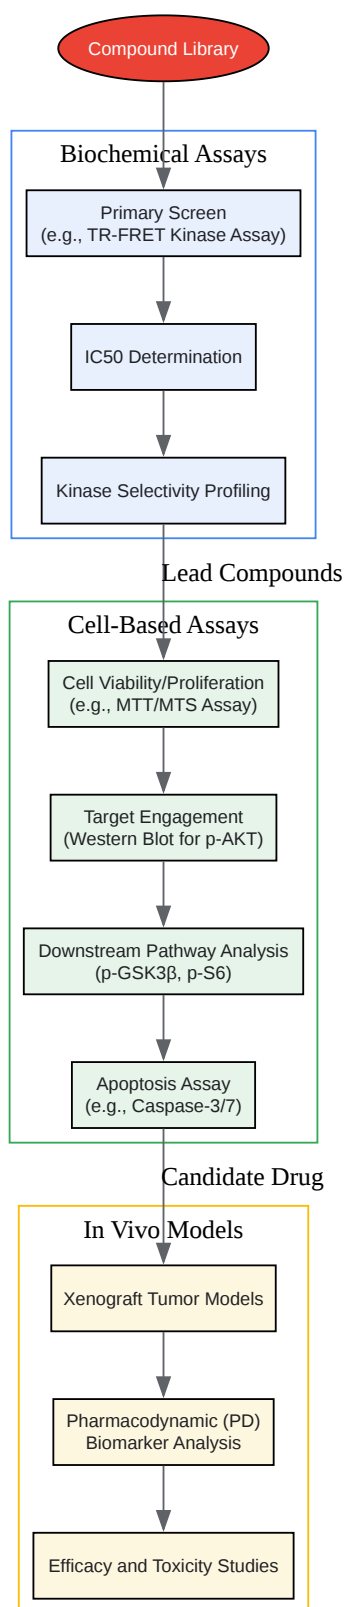 Compound Library
Biochemical Assays
Primary Screen
(e.g., TR-FRET Kinase Assay)
IC50 Determination
Kinase Selectivity Profiling
Lead Compounds
Cell-Based Assays
Cell Viability/Proliferation
(e.g., MTT/MTS Assay)
Target Engagement
(Western Blot for p-AKT)
Downstream Pathway Analysis
(p-GSK3β, p-S6)
Apoptosis Assay
(e.g., Caspase-3/7)
Candidate Drug
In Vivo Models
Xenograft Tumor Models
Pharmacodynamic (PD)
Biomarker Analysis
Efficacy and Toxicity Studies